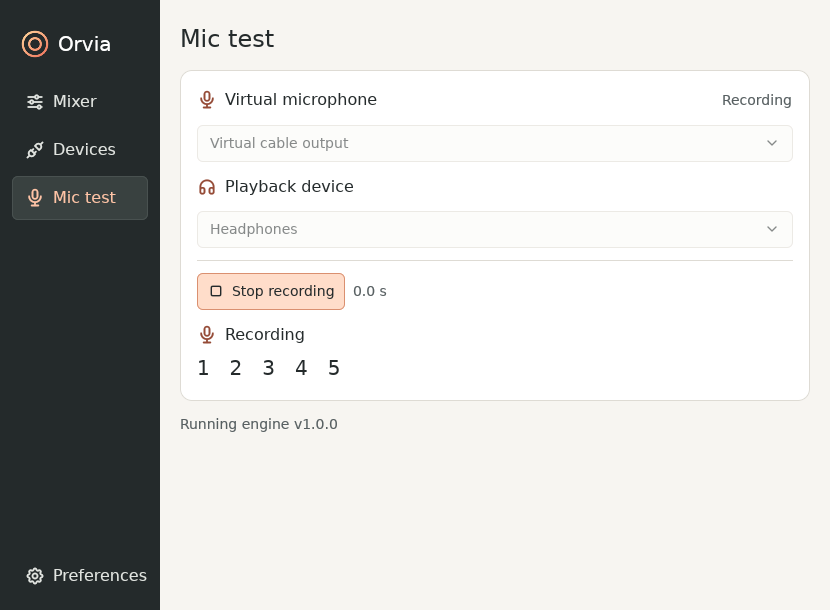 Orvia
Mixer
Devices
Mic test
Preferences
Mic test
Virtual microphone
Recording
Virtual cable output
Playback device
Headphones
Stop recording
0.0 s
Recording
1 2 3 4 5
Running engine v1.0.0